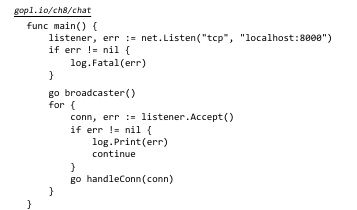 gopl.io/ch8/chat
func main() {
    listener, err := net.Listen("tcp", "localhost:8000")
    if err != nil {
        log.Fatal(err)
    }
    go broadcaster()
    for {
        conn, err := listener.Accept()
        if err != nil {
            log.Print(err)
            continue
        }
        go handleConn(conn)
    }
}